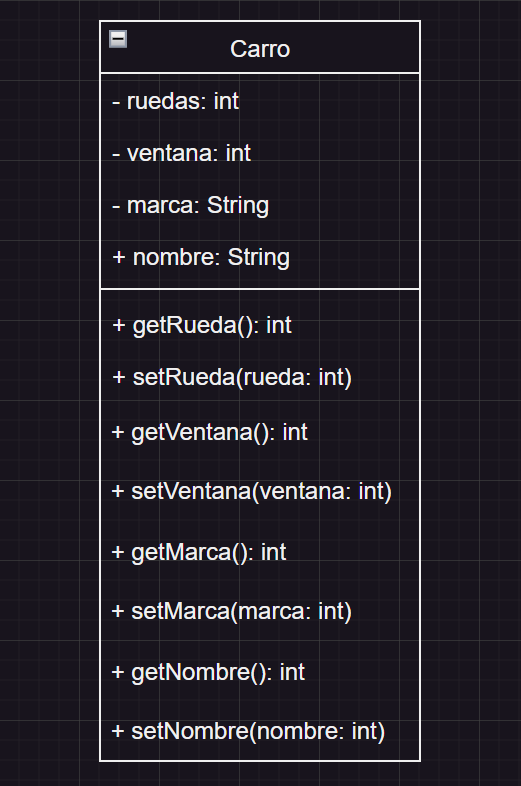 Carro
- ruedas: int
- ventana: int
- marca: String
+ nombre: String
+ getRueda(): int
+ setRueda(rueda: int)
+ getVentana(): int
+ setVentana(ventana: int)
+ getMarca(): int
+ setMarca(marca: int)
+ getNombre(): int
+ setNombre(nombre: int)